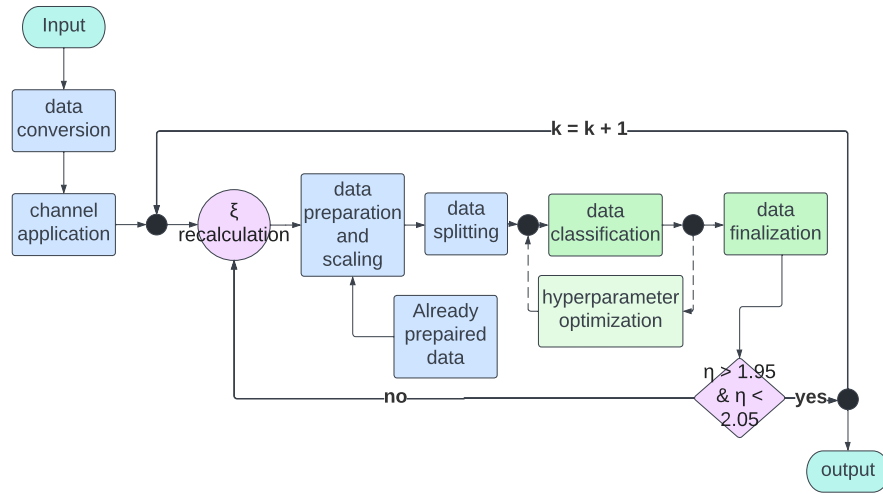 Input
data
conversion
channel
application
k = k + 1
ξ
recalculation
data
preparation
and
scaling
Already
prepaired
data
data
splitting
data
classification
hyperparameter
optimization
data
finalization
η > 1.95
& η <
2.05
no
yes
output